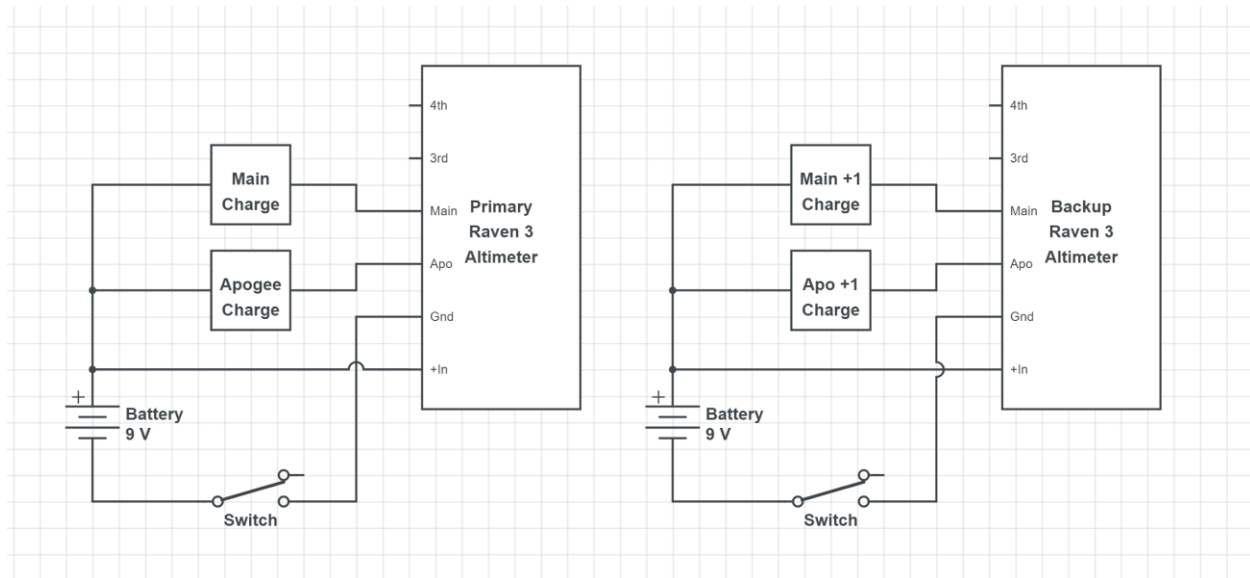 4th
3rd
Main
Charge
Main
Primary
Raven 3
Altimeter
Apo
Apogee
Charge
Gnd
+In
+
Battery
9 V
Switch
4th
3rd
Main +1
Charge
Main
Backup
Raven 3
Altimeter
Apo
Apo +1
Charge
Gnd
+In
+
Battery
9 V
Switch